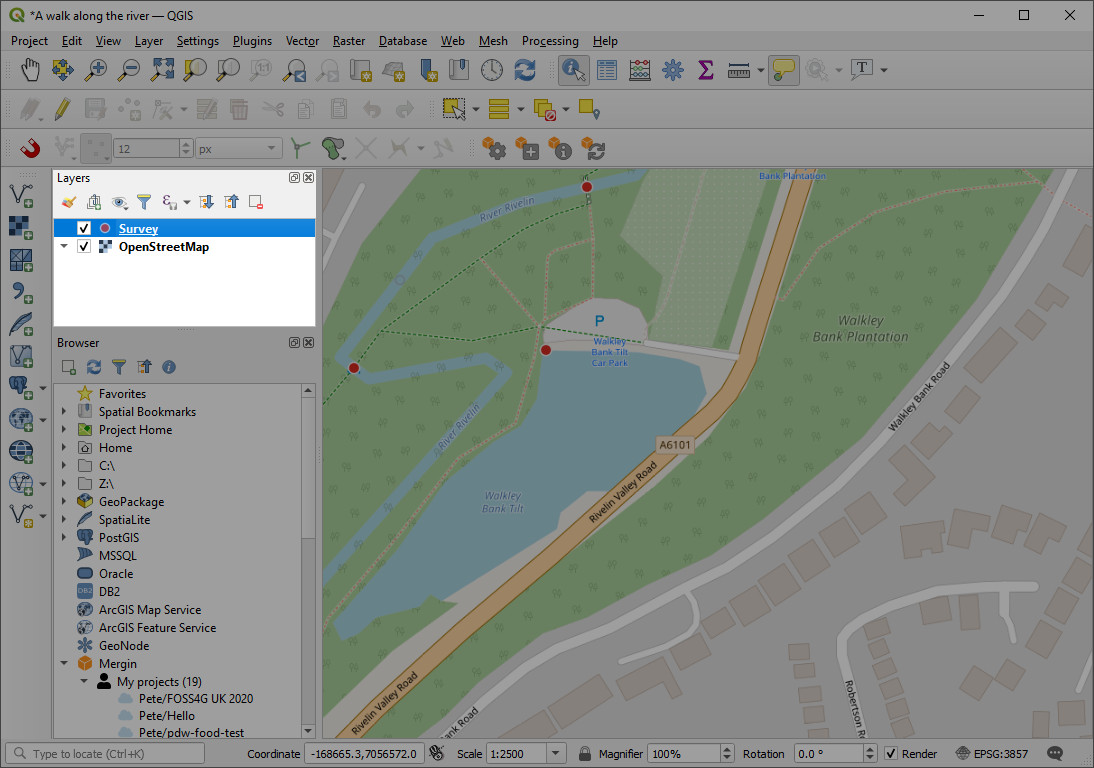 *A walk along the river — QGIS
Project Edit View Layer Settings Plugins Vector Raster Database Web Mesh Processing Help
12 px
Layers
Survey
OpenStreetMap
Browser
Favorites
Spatial Bookmarks
Project Home
Home
C:\
Z:\
GeoPackage
SpatiaLite
PostGIS
MSSQL
Oracle
DB2
ArcGIS Map Service
ArcGIS Feature Service
GeoNode
Mergin
My projects (19)
Pete/FOSS4G UK 2020
Pete/Hello
Pete/pdw-food-test
Bank Plantation
River Rivelin
P
Walkley
Bank Tilt
Car Park
Walkley
Bank Plantation
Walkley Bank Road
River Rivelin
A6101
Rivelin Valley Road
Walkley
Bank Tilt
Rivelin Valley Road
Bank Road
Robertson Road
Type to locate (Ctrl+K) Coordinate -168665.3,7056572.0 Scale 1:2500 Magnifier 100% Rotation 0.0 ° Render EPSG:3857